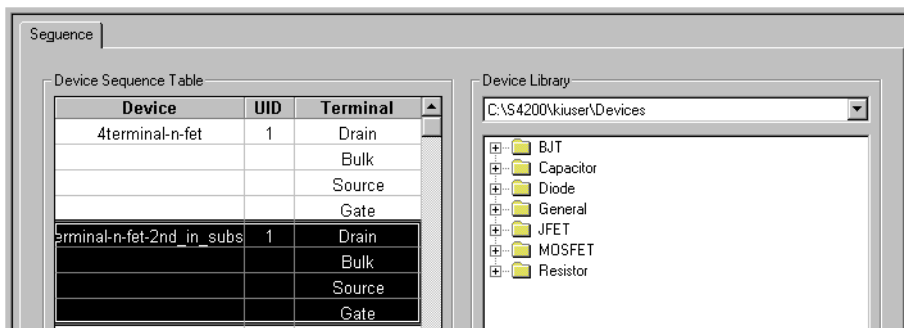 Sequence
Device Sequence Table
Device UID Terminal
4terminal-n-fet 1 Drain
Bulk
Source
Gate
erminal-n-fet-2nd_in_subs 1 Drain
Bulk
Source
Gate
Device Library
C:\S4200\kiuser\Devices
BJT
Capacitor
Diode
General
JFET
MOSFET
Resistor